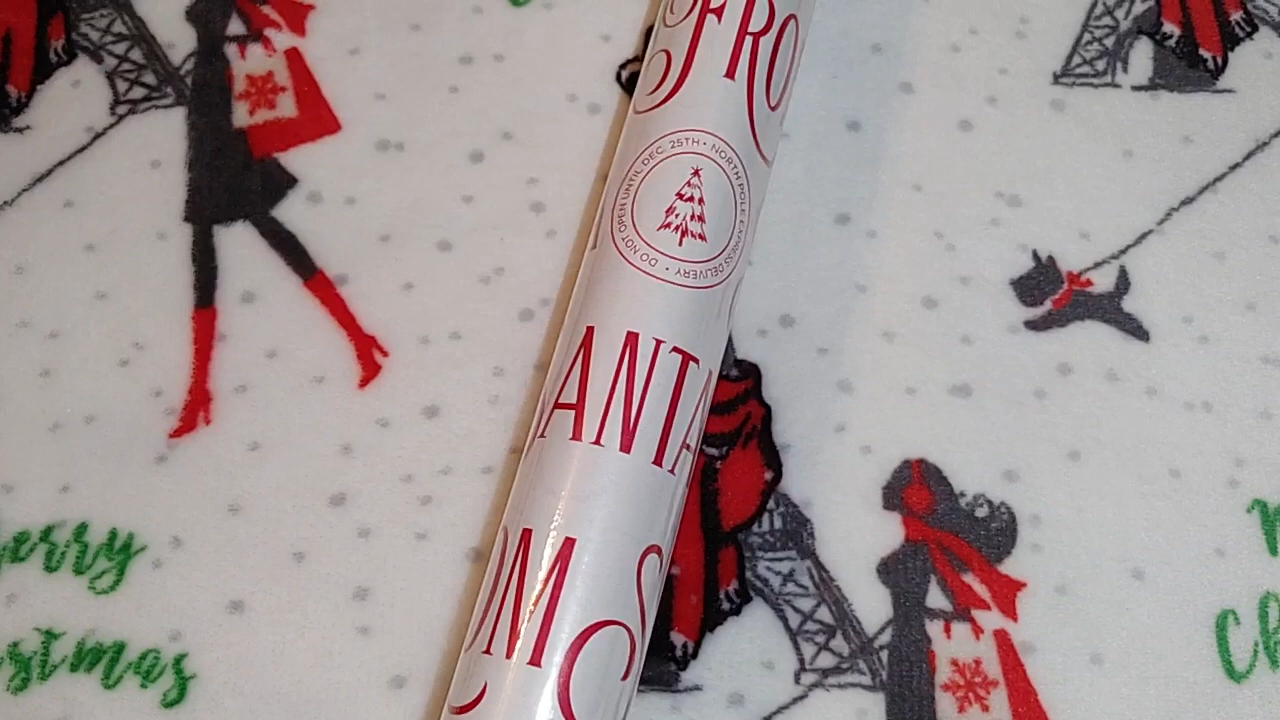 FRO
DO NOT OPEN UNTIL DEC. 25TH • NORTH POLE EXPRESS DELIVERY •
ANTA
OM S
erry
stmas